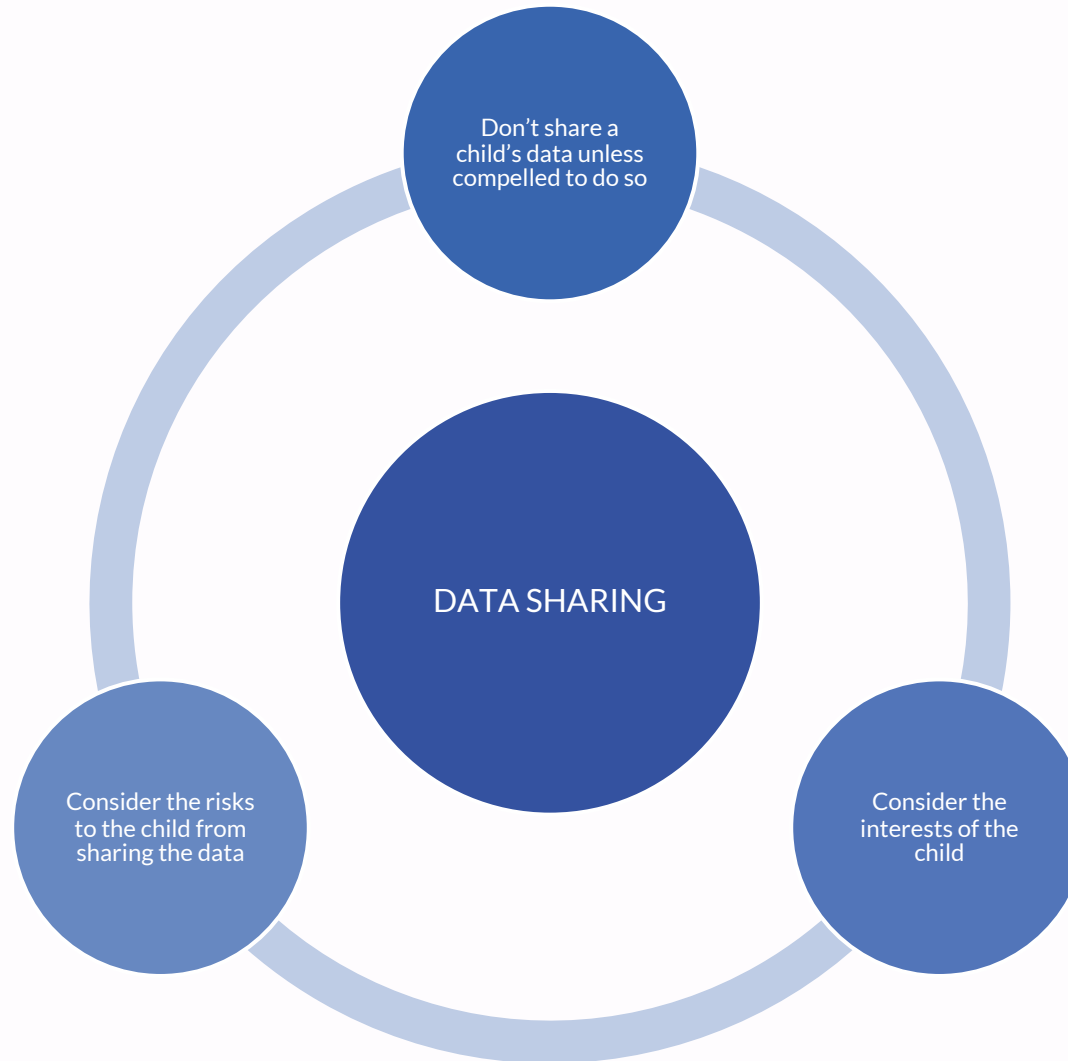 Don’t share a
child’s data unless
compelled to do so
DATA SHARING
Consider the risks
to the child from
sharing the data
Consider the
interests of the
child